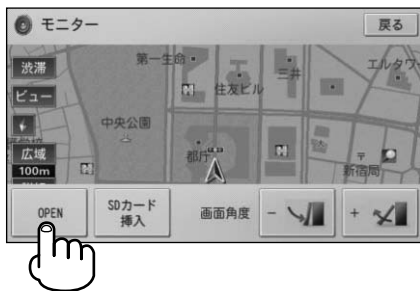 モニター
戻る
渋滞
第一生命
三井
エルタワー
ビュー
住友ビル
中央公園
都庁
広域
100m
新宿局
OPEN
SDカード
挿入
画面角度
-
+